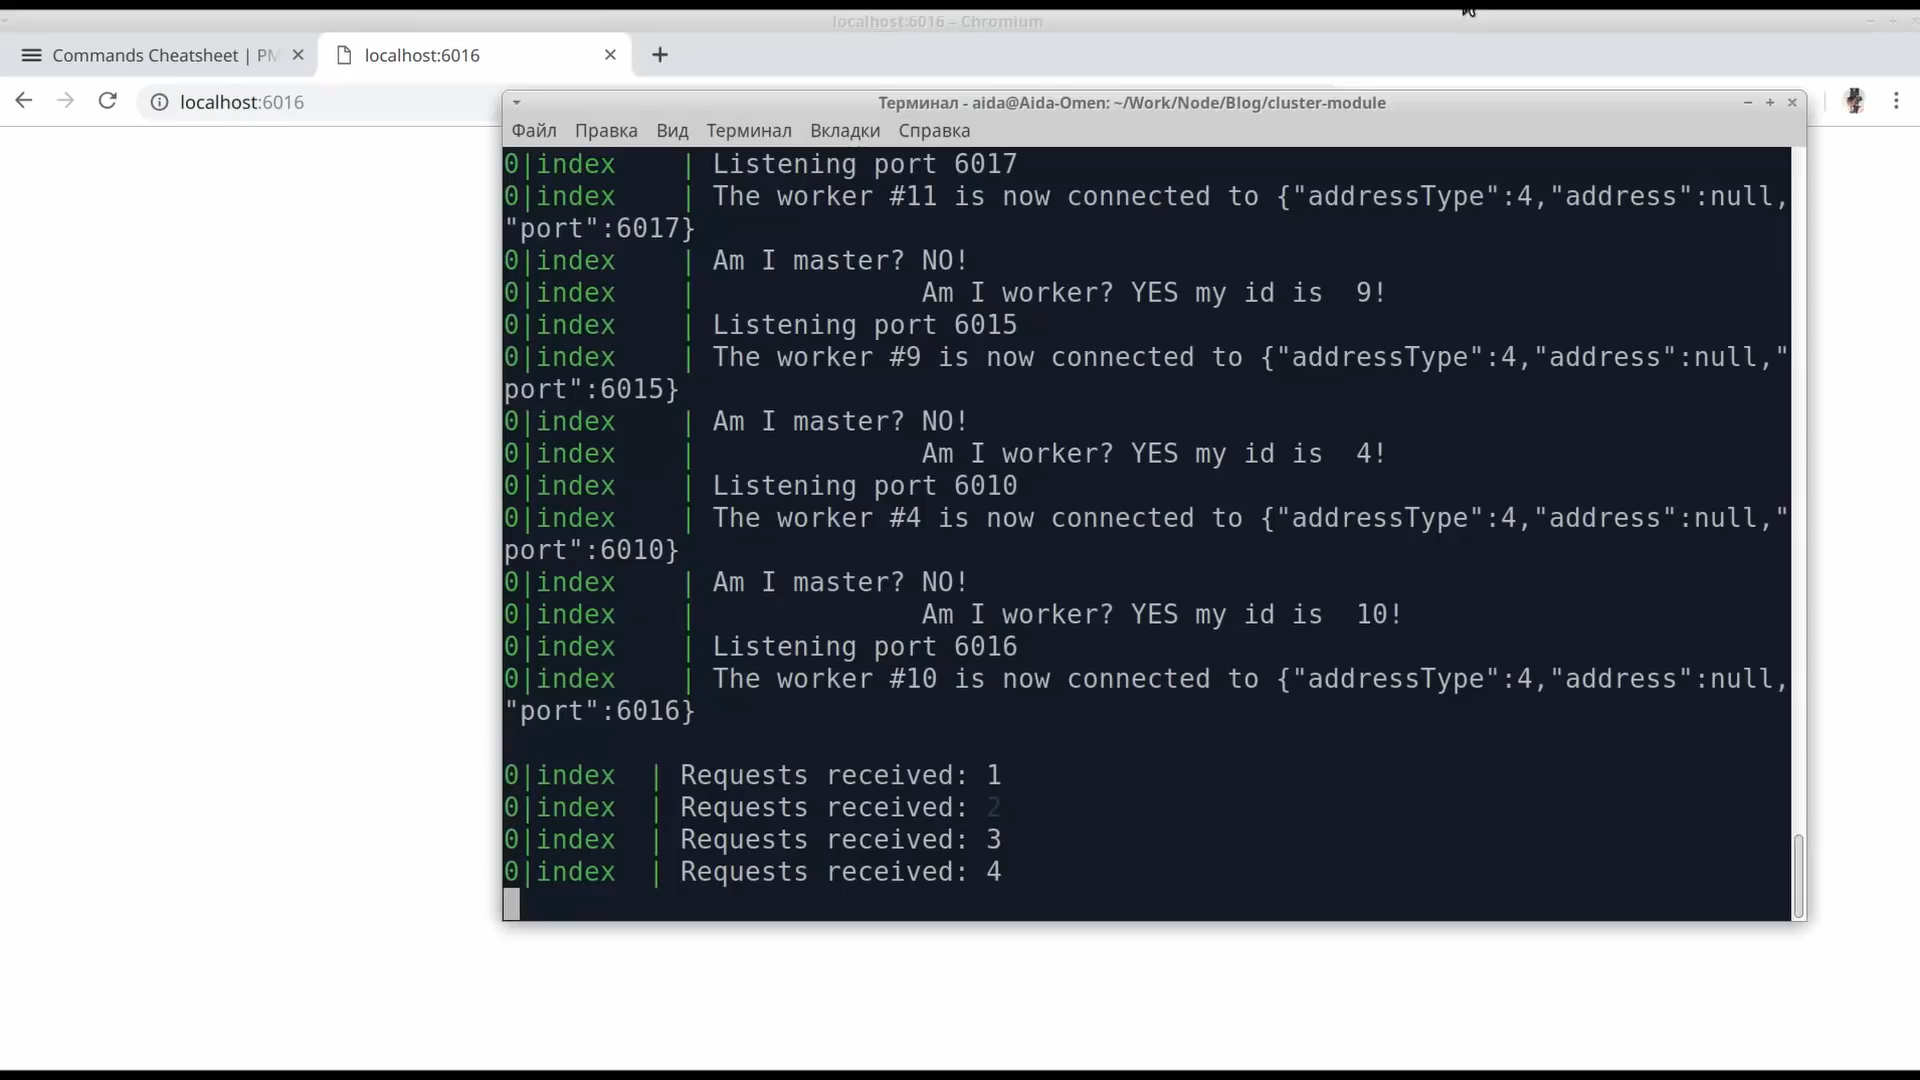 localhost:6016 – Chromium
Commands Cheatsheet | PM
localhost:6016
localhost:6016
Терминал - aida@Aida-Omen: ~/Work/Node/Blog/cluster-module
Файл Правка Вид Терминал Вкладки Справка
0|index | Listening port 6017
0|index | The worker #11 is now connected to {"addressType":4,"address":null,
"port":6017}
0|index | Am I master? NO!
0|index | Am I worker? YES my id is 9!
0|index | Listening port 6015
0|index | The worker #9 is now connected to {"addressType":4,"address":null,"
port":6015}
0|index | Am I master? NO!
0|index | Am I worker? YES my id is 4!
0|index | Listening port 6010
0|index | The worker #4 is now connected to {"addressType":4,"address":null,"
port":6010}
0|index | Am I master? NO!
0|index | Am I worker? YES my id is 10!
0|index | Listening port 6016
0|index | The worker #10 is now connected to {"addressType":4,"address":null,
"port":6016}
0|index | Requests received: 1
0|index | Requests received: 2
0|index | Requests received: 3
0|index | Requests received: 4